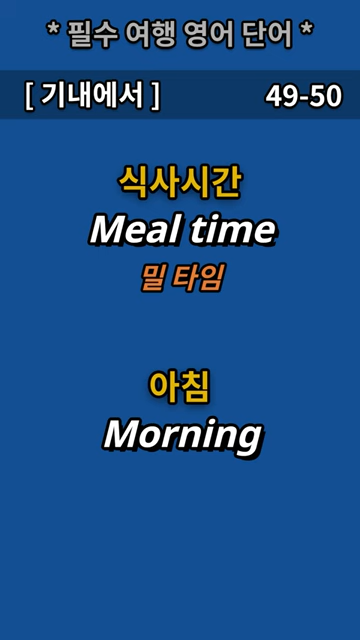 * 필수 여행 영어 단어 *
[ 기내에서 ] 49-50
식사시간
Meal time
밀 타임
아침
Morning